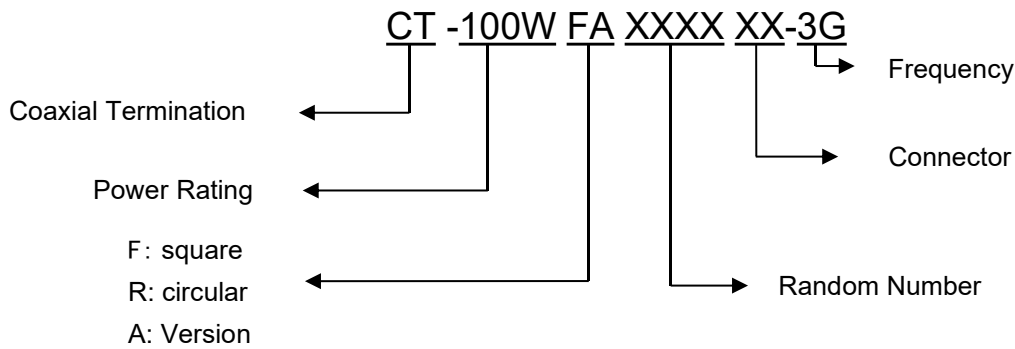 CT -100W FA XXXX XX-3G
Frequency
Coaxial Termination
Connector
Power Rating
F: square
R: circular
Random Number
A: Version